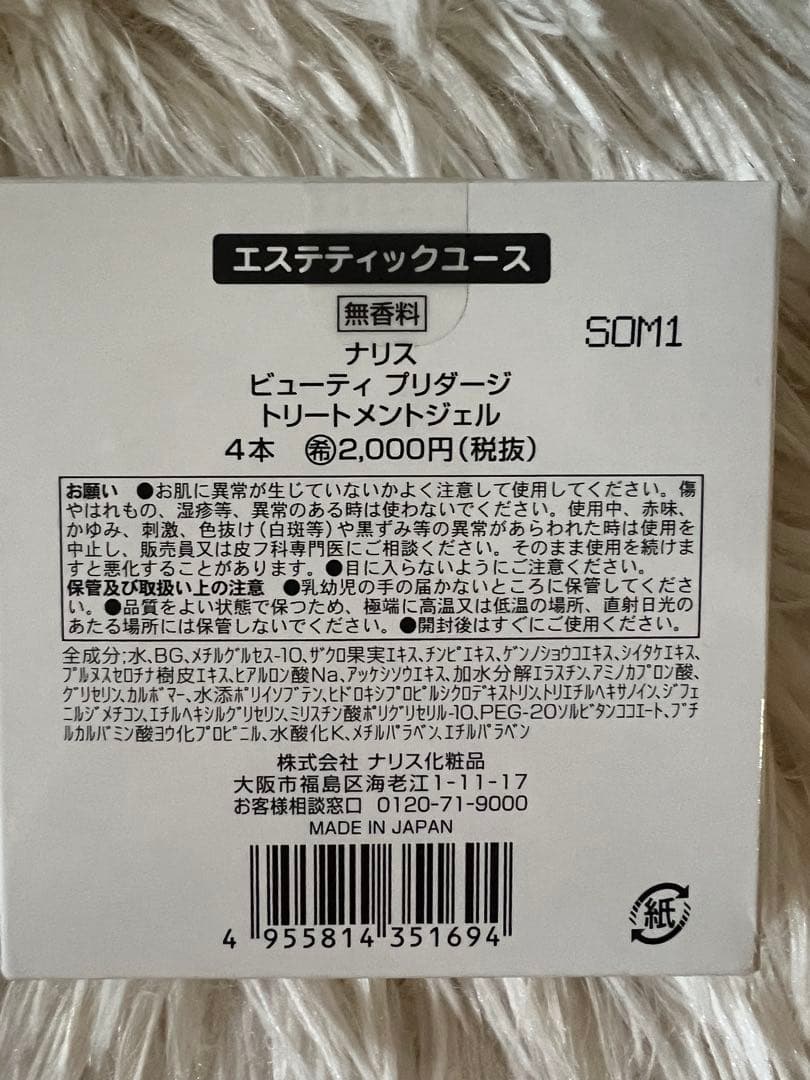 エステティックユース
無香料
SOM1
ナリス
ビューティ プリダージ
トリートメントジェル
4本 ㊝2,000円(税抜)
お願い ●お肌に異常が生じていないかよく注意して使用してください。傷
やはれもの、湿疹等、異常のある時は使わないでください。使用中、赤味、
かゆみ、刺激、色抜け(白斑等)や黒ずみ等の異常があらわれた時は使用を
中止し、販売員又は皮フ科専門医にご相談ください。そのまま使用を続けま
すと悪化することがあります。●目に入らないようにご注意ください。
保管及び取扱い上の注意 ●乳幼児の手の届かないところに保管してくださ
い。●品質をよい状態で保つため、極端に高温又は低温の場所、直射日光の
あたる場所には保管しないでください。●開封後はすぐにご使用ください。
全成分;水、BG、メチルグルセス-10、ザクロ果実エキス、チンピエキス、ゲンノショウコエキス、シイタケエキス、
プルヌスセロチナ樹皮エキス、ヒアルロン酸Na、アッケシソウエキス、加水分解エラスチン、アミノカプロン酸、
グリセリン、カルボマー、水添ポリイソブテン、ヒドロキシプロピルシクロデキストリン、トリエチルヘキサノイン、ジフェ
ニルジメチコン、エチルヘキシルグリセリン、ミリスチン酸ポリグリセリル-10、PEG-20ソルビタンココエート、ブチ
ルカルバミン酸ヨウ化プロピニル、水酸化K、メチルパラベン、エチルパラベン
株式会社 ナリス化粧品
大阪市福島区海老江1-11-17
お客様相談窓口 0120-71-9000
MADE IN JAPAN
4 955814 351694
紙